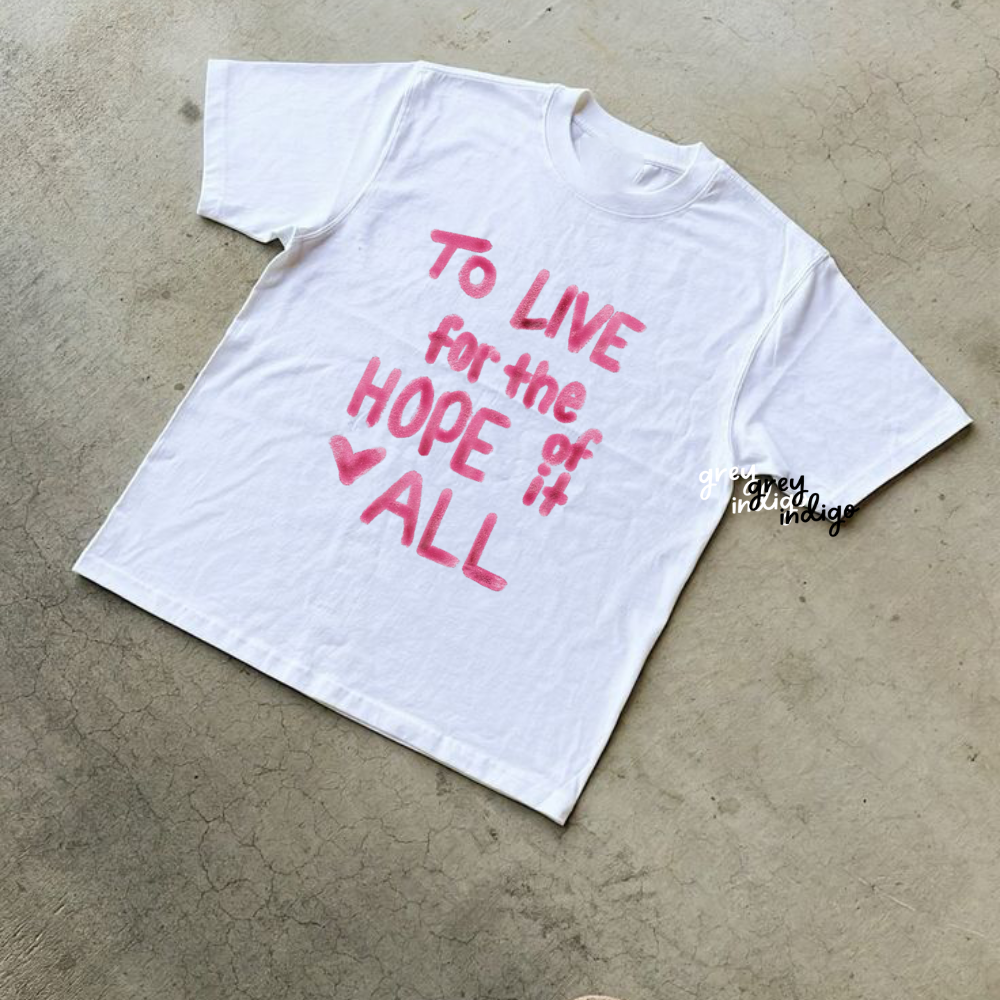 To LIVE
for the
HOPE of
it
ALL
grey
indigo
grey
indigo